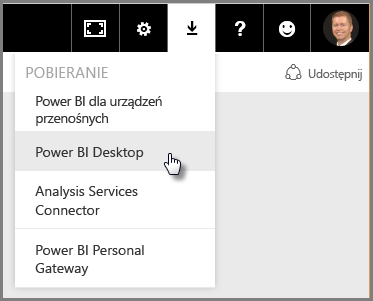 ?
POBIERANIE
Udostępnij
Power BI dla urządzeń
przenośnych
Power BI Desktop
Analysis Services
Connector
Power BI Personal
Gateway